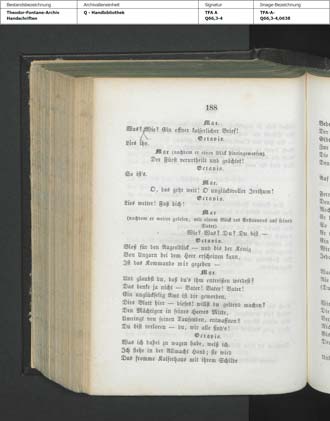 Bestandsbezeichnung Archivalieneinheit Signatur Image-Bezeichnung
Theodor-Fontane-Archiv Q - Handbibliothek TFA A TFA-A-
Handschriften Q66,3-4 Q66,3-4,0638
188
Max.
Was? Wie? Ein offner kaiserlicher Brief!
Octavio.
Lies ihn.
Max (nachdem er einen Blick hineingeworfen).
Der Fürst verurtheilt und geächtet!
Octavio.
So ist's.
Max.
O, das geht weit! O unglücksvoller Irrthum!
Octavio.
Lies weiter! Faß dich!
Max
(nachdem er weiter gelesen, mit einem Blick des Erstaunens auf seinen
Vater)
Wie? Was? Du? Du bist —
Octavio.
Bloß für den Augenblick — und bis der König
Von Ungarn bei dem Heer erscheinen kann,
Ist das Kommando mir gegeben —
Max.
Und glaubst du, daß du's ihm entreißen werdest?
Das denke ja nicht — Vater! Vater! Vater!
Ein unglückselig Amt ist dir geworden.
Dies Blatt hier — dieses! willst du geltend machen?
Den Mächtigen in seines Heeres Mitte,
Umringt von seinen Tausenden, entwaffnen?
Du bist verloren — du, wir alle sind's!
Octavio.
Was ich dabei zu wagen habe, weiß ich.
Ich stehe in der Allmacht Hand; sie wird
Das fromme Kaiserhaus mit ihrem Schilde